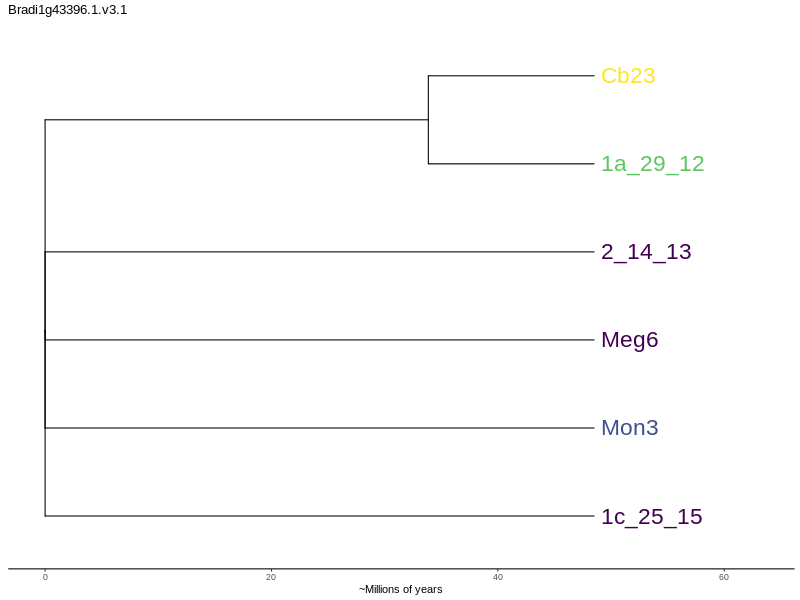 Bradi1g43396.1.v3.1
Cb23
1a_29_12
2_14_13
Meg6
Mon3
1c_25_15
0 20 40 60
~Millions of years